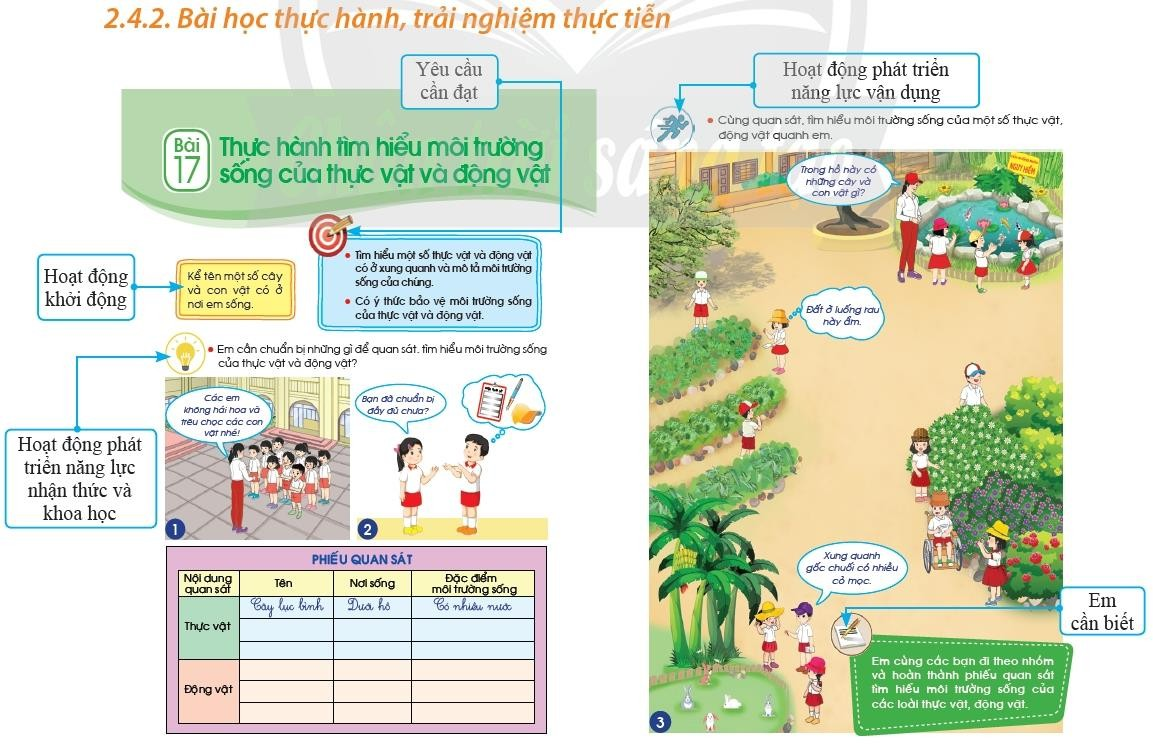 2.4.2. Bài học thực hành, trải nghiệm thực tiễn
Yêu cầu
cần đạt
Bài
17
Thực hành tìm hiểu môi trường
sống của thực vật và động vật
Hoạt động
khởi động
Kể tên một số cây
và con vật có ở
nơi em sống.
• Tìm hiểu một số thực vật và động vật
có ở xung quanh và mô tả môi trường
sống của chúng.
• Có ý thức bảo vệ môi trường sống
của thực vật và động vật.
• Em cần chuẩn bị những gì để quan sát, tìm hiểu môi trường sống
của thực vật và động vật?
Hoạt động phát
triển năng lực
nhận thức và
khoa học
Các em
không hái hoa và
trêu chọc các con
vật nhé!
1
Bạn đã chuẩn bị
đầy đủ chưa?
2
PHIẾU QUAN SÁT
Nội dung
quan sát
Tên
Nơi sống
Đặc điểm
môi trường sống
Thực vật
Cây lục bình
Dưới hồ
Có nhiều nước
Động vật
Hoạt động phát triển
năng lực vận dụng
• Cùng quan sát, tìm hiểu môi trường sống của một số thực vật,
động vật quanh em.
Trong hồ này có
những cây và
con vật gì?
NGUY HIỂM
Đất ở luống rau
này ẩm.
Xung quanh
gốc chuối có nhiều
cỏ mọc.
Em
cần biết
Em cùng các bạn đi theo nhóm
và hoàn thành phiếu quan sát
tìm hiểu môi trường sống của
các loài thực vật, động vật.
3